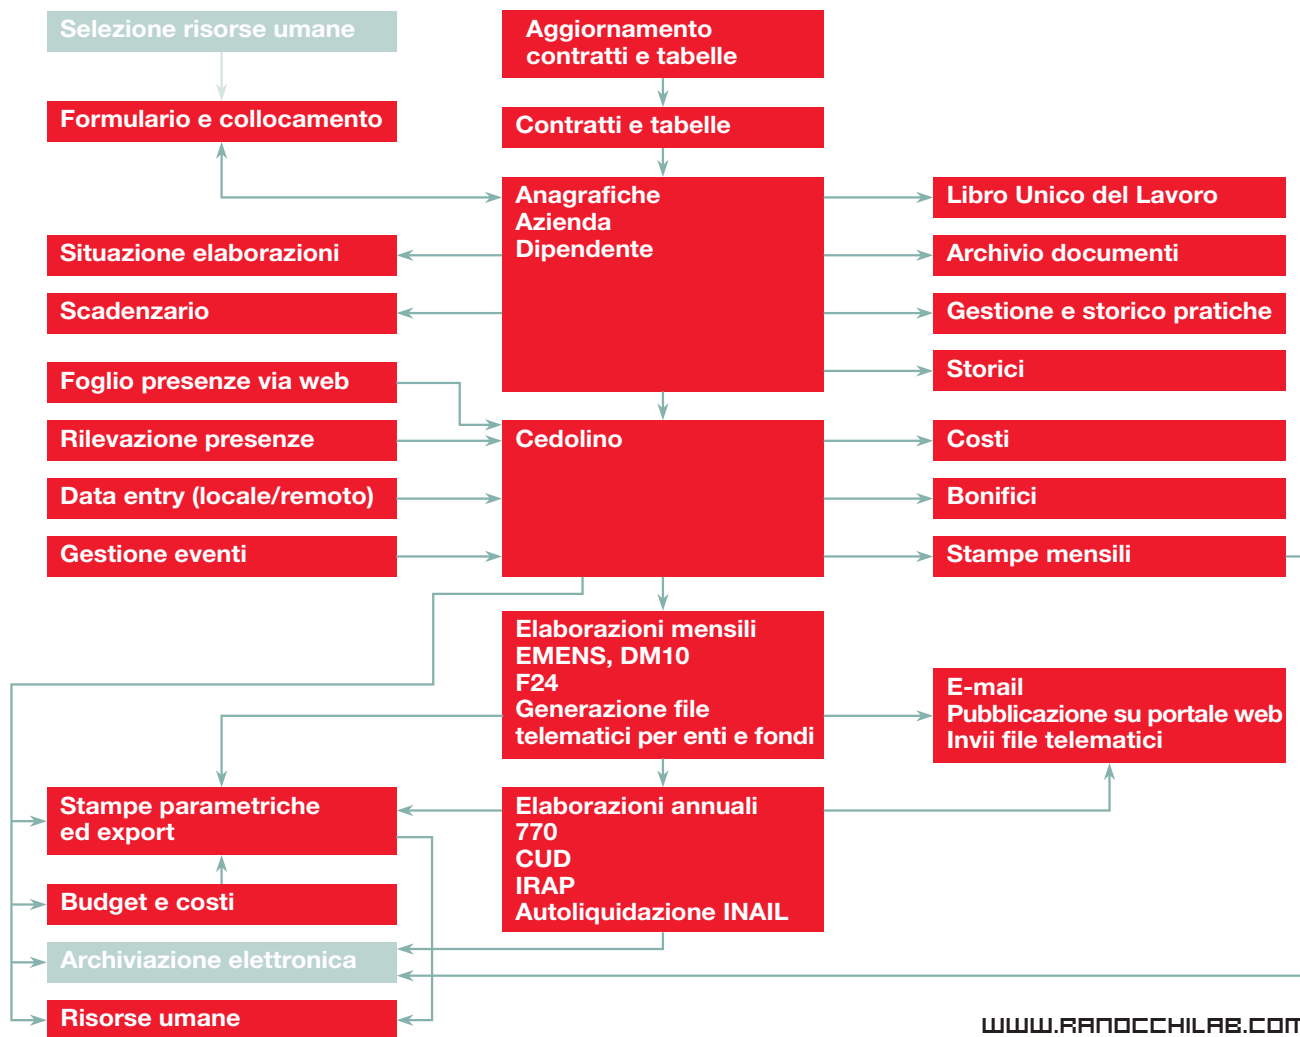 Selezione risorse umane
Aggiornamento
contratti e tabelle
Formulario e collocamento
Contratti e tabelle
Anagrafiche
Azienda
Dipendente
Libro Unico del Lavoro
Situazione elaborazioni
Archivio documenti
Scadenzario
Gestione e storico pratiche
Storici
Foglio presenze via web
Rilevazione presenze
Cedolino
Costi
Data entry (locale/remoto)
Bonifici
Gestione eventi
Stampe mensili
Elaborazioni mensili
EMENS, DM10
F24
Generazione file
telematici per enti e fondi
E-mail
Pubblicazione su portale web
Invii file telematici
Stampe parametriche
ed export
Elaborazioni annuali
770
CUD
IRAP
Autoliquidazione INAIL
Budget e costi
Archiviazione elettronica
Risorse umane
WWW.RANOCCHILAB.COM